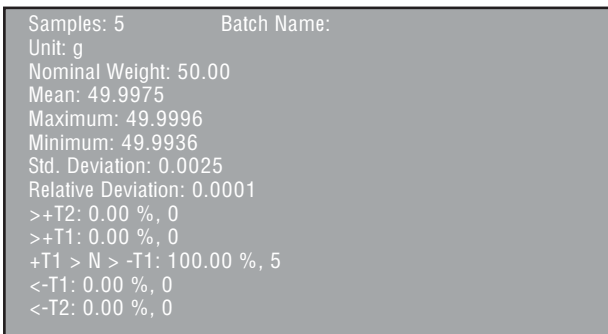 Samples: 5 Batch Name:
Unit: g
Nominal Weight: 50.00
Mean: 49.9975
Maximum: 49.9996
Minimum: 49.9936
Std. Deviation: 0.0025
Relative Deviation: 0.0001
>+T2: 0.00 %, 0
>+T1: 0.00 %, 0
+T1 > N > -T1: 100.00 %, 5
<-T1: 0.00 %, 0
<-T2: 0.00 %, 0